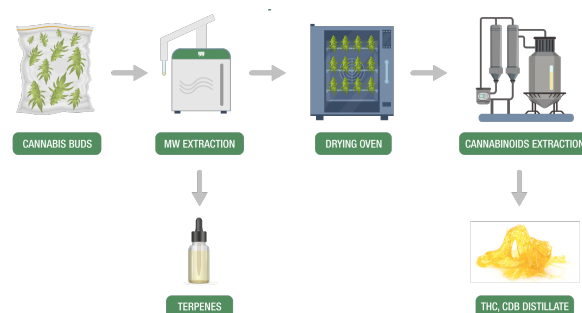 CANNABIS BUDS
MW EXTRACTION
DRYING OVEN
CANNABINOIDS EXTRACTION
TERPENES
THC, CDB DISTILLATE